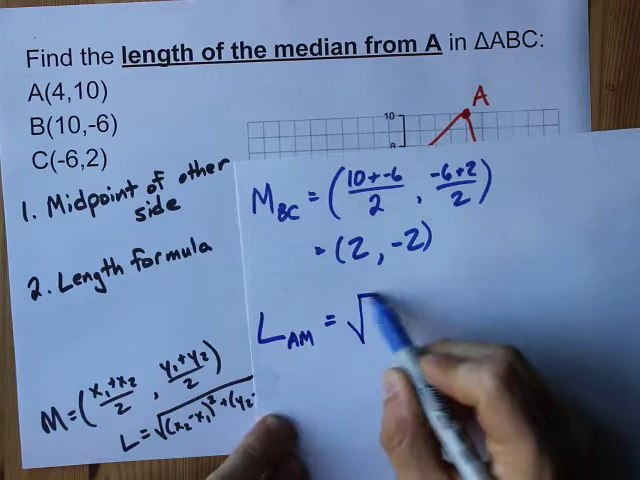 Find the length of the median from A in ΔABC:
A(4,10)
B(10,-6)
C(-6,2)
A
10
8
1. Midpoint of other
side
2. Length formula
M=(x₁+x₂/2 , y₁+y₂/2)
L=√(x₂-x₁)²+(y₂-
M_BC = (10+-6/2 , -6+2/2)
= (2,-2)
L_AM = √